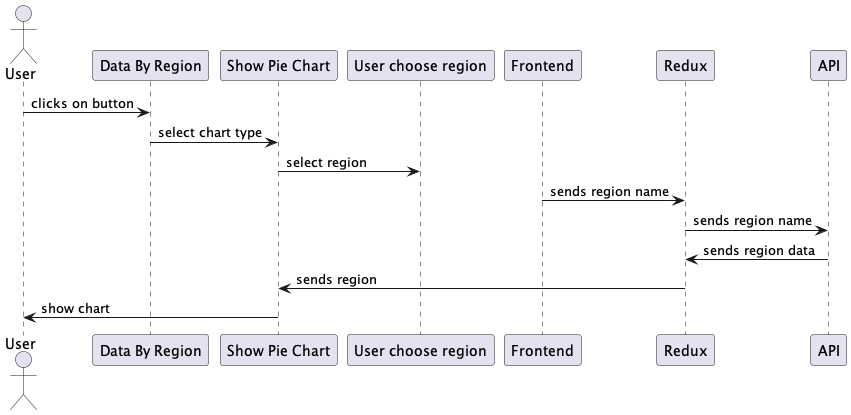 User
Data By Region
Show Pie Chart
User choose region
Frontend
Redux
API
clicks on button
select chart type
select region
sends region name
sends region name
sends region data
sends region
show chart
User
Data By Region
Show Pie Chart
User choose region
Frontend
Redux
API